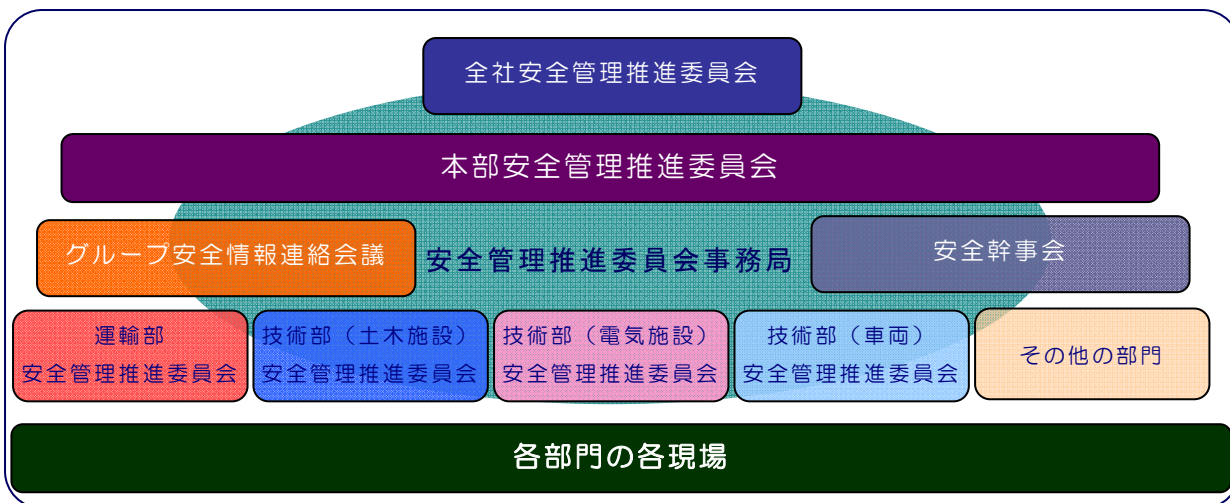 全社安全管理推進委員会
本部安全管理推進委員会
グループ安全情報連絡会議
安全管理推進委員会事務局
安全幹事会
運輸部
安全管理推進委員会
技術部（土木施設）
安全管理推進委員会
技術部（電気施設）
安全管理推進委員会
技術部（車両）
安全管理推進委員会
その他の部門
各部門の各現場